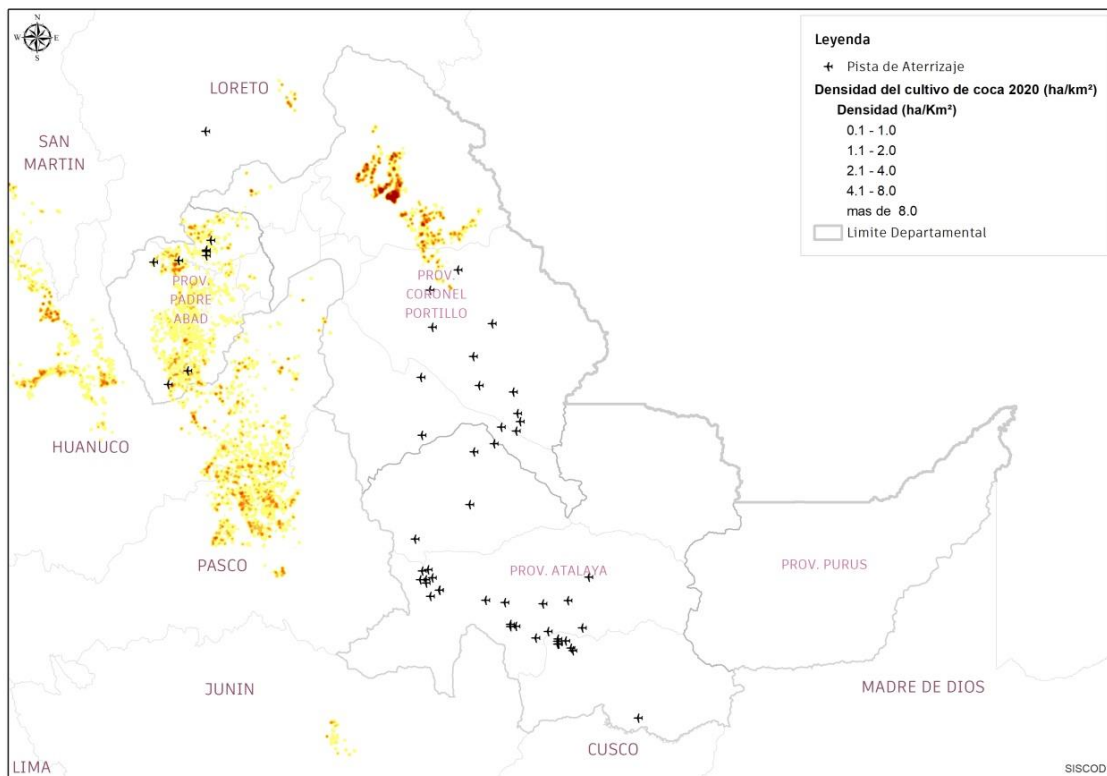 N
W E
S
Leyenda
Pista de Aterrizaje
Densidad del cultivo de coca 2020 (ha/km²)
Densidad (ha/Km²)
0.1 - 1.0
1.1 - 2.0
2.1 - 4.0
4.1 - 8.0
mas de 8.0
Limite Departamental
LORETO
SAN
MARTIN
PROV.
PADRE
ABAD
PROV.
CORONEL
PORTILLO
HUANUCO
PASCO
PROV. ATALAYA
PROV. PURUS
JUNIN
MADRE DE DIOS
CUSCO
LIMA
SISCOD